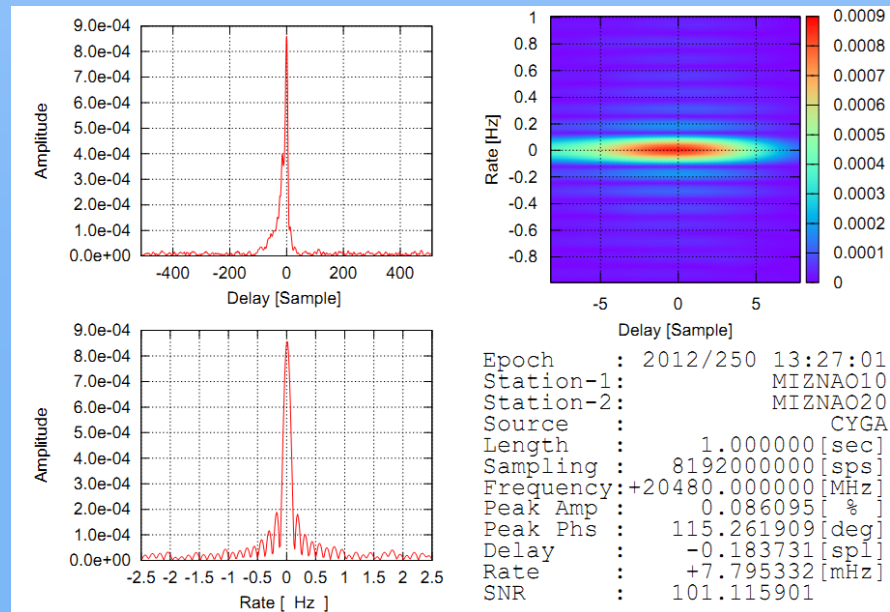 9.0e-04
8.0e-04
7.0e-04
6.0e-04
5.0e-04
4.0e-04
3.0e-04
2.0e-04
1.0e-04
0.0e+00
Amplitude
-400 -200 0 200 400
Delay [Sample]
1
0.8
0.6
0.4
0.2
0
-0.2
-0.4
-0.6
-0.8
Rate [Hz]
-5 0 5
Delay [Sample]
0.0009
0.0008
0.0007
0.0006
0.0005
0.0004
0.0003
0.0002
0.0001
0
9.0e-04
8.0e-04
7.0e-04
6.0e-04
5.0e-04
4.0e-04
3.0e-04
2.0e-04
1.0e-04
0.0e+00
Amplitude
-2.5 -2 -1.5 -1 -0.5 0 0.5 1 1.5 2 2.5
Rate [ Hz ]
Epoch : 2012/250 13:27:01
Station-1: MIZNAO10
Station-2: MIZNAO20
Source : CYGA
Length : 1.000000[sec]
Sampling : 8192000000[sps]
Frequency:+20480.000000[MHz]
Peak Amp : 0.086095[ % ]
Peak Phs : 115.261909[deg]
Delay : -0.183731[spl]
Rate : +7.795332[mHz]
SNR : 101.115901